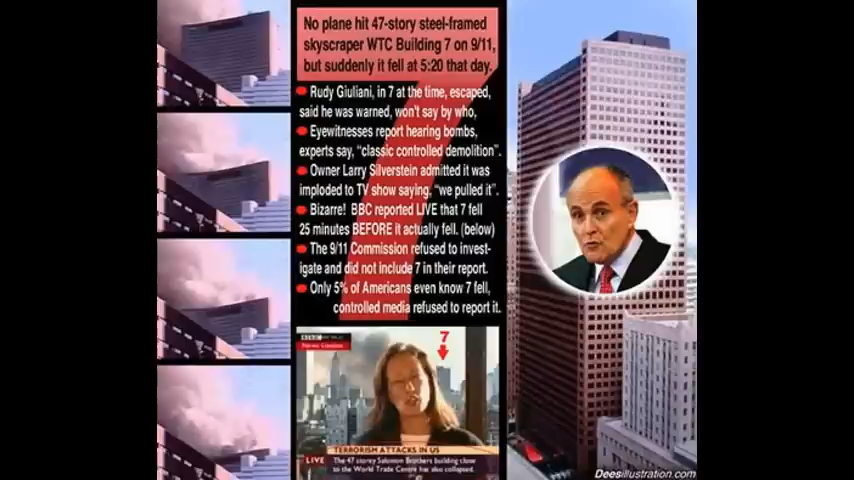 No plane hit 47-story steel-framed
skyscraper WTC Building 7 on 9/11,
but suddenly it fell at 5:20 that day.
Rudy Giuliani, in 7 at the time, escaped,
said he was warned, won't say by who,
Eyewitnesses report hearing bombs,
experts say, “classic controlled demolition”.
Owner Larry Silverstein admitted it was
imploded to TV show saying, “we pulled it”.
Bizarre! BBC reported LIVE that 7 fell
25 minutes BEFORE it actually fell. (below)
The 9/11 Commission refused to invest-
igate and did not include 7 in their report.
Only 5% of Americans even know 7 fell,
controlled media refused to report it.
BBC
7
TERRORISM ATTACKS IN US
LIVE The 47 storey Salomon Brothers building close
to the World Trade Centre has also collapsed.
Deesillustration.com